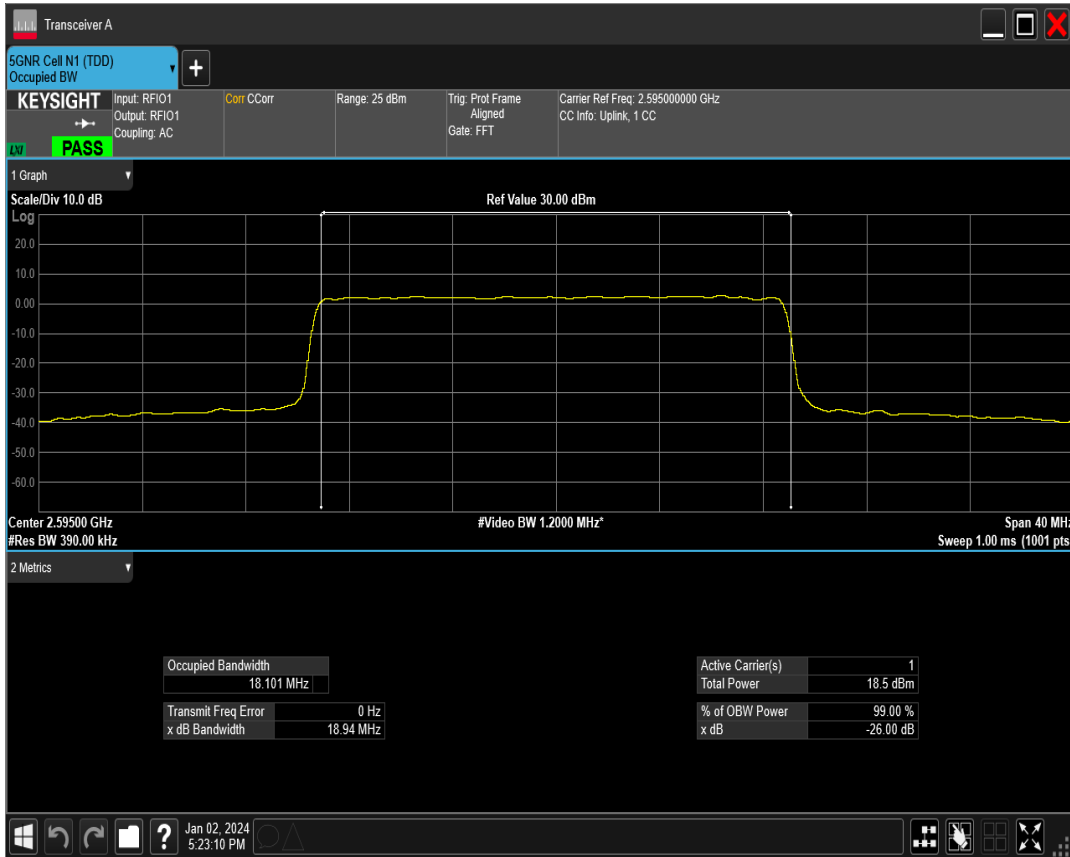 Transceiver A
5GNR Cell N1 (TDD)
Occupied BW
+
KEYSIGHT
LXI
PASS
Input: RFIO1
Output: RFIO1
Coupling: AC
Corr CCorr
Range: 25 dBm
Trig: Prot Frame
Aligned
Gate: FFT
Carrier Ref Freq: 2.595000000 GHz
CC Info: Uplink, 1 CC
1 Graph
Scale/Div 10.0 dB
Ref Value 30.00 dBm
Log
20.0
10.0
0.00
-10.0
-20.0
-30.0
-40.0
-50.0
-60.0
Center 2.59500 GHz
#Video BW 1.2000 MHz*
Span 40 MHz
#Res BW 390.00 kHz
Sweep 1.00 ms (1001 pts
2 Metrics
Occupied Bandwidth
18.101 MHz
Transmit Freq Error 0 Hz
x dB Bandwidth 18.94 MHz
Active Carrier(s) 1
Total Power 18.5 dBm
% of OBW Power 99.00 %
x dB -26.00 dB
?
Jan 02, 2024
5:23:10 PM